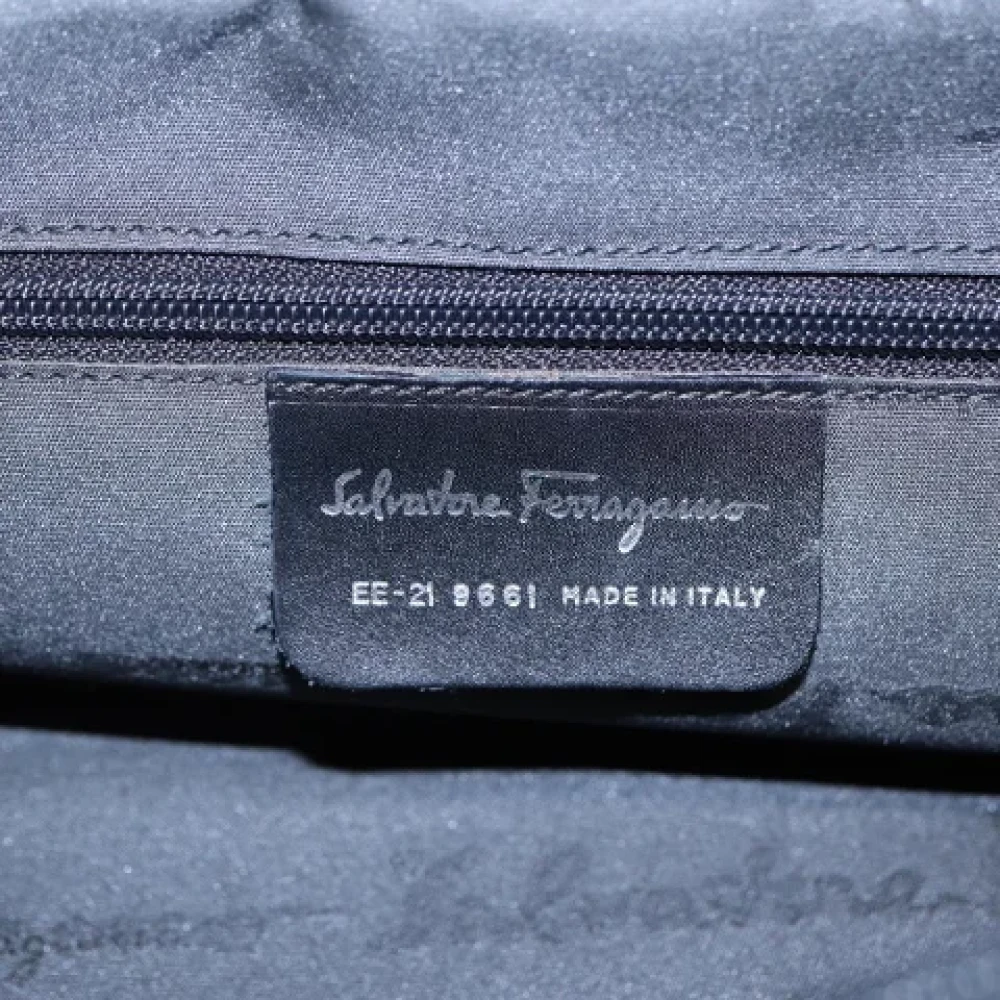 Salvatore Ferragamo
EE-21 9661 MADE IN ITALY